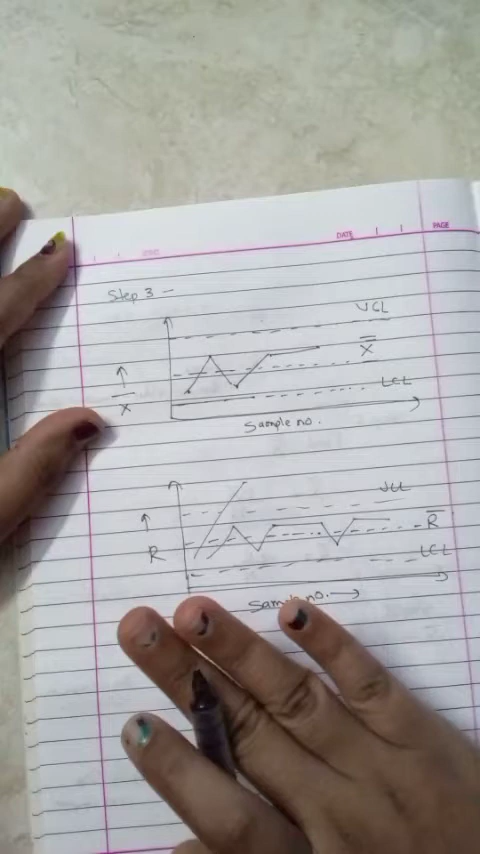 DATE
PAGE
Step 3 -
UCL
X̿
LCL
↑
X̄
Sample no.
UCL
↑
R
R̄
LCL
Sample no. →